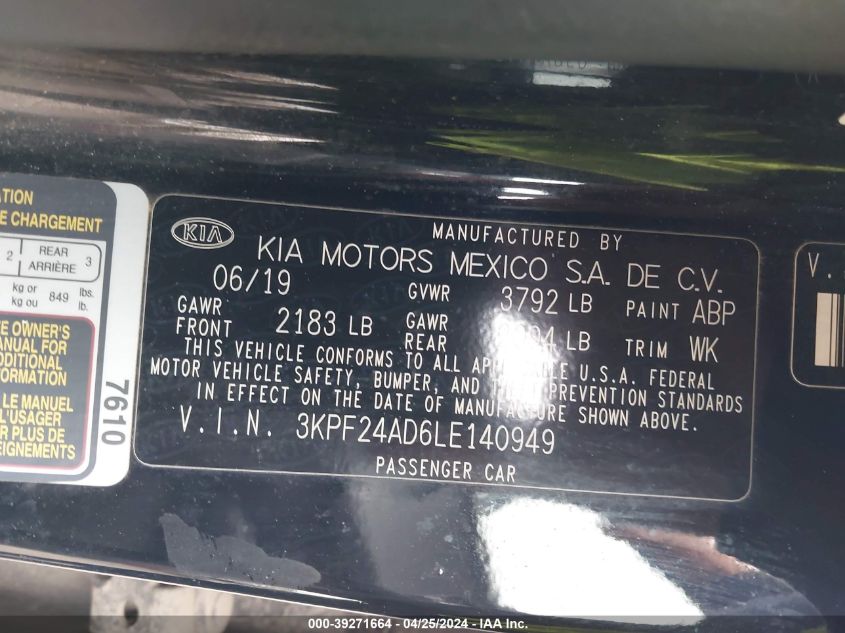 ATION
E CHARGEMENT
2 REAR 3
ARRIÈRE
kg or 849 lbs.
kg ou lb.
OWNER'S
MANUAL FOR
ADDITIONAL
INFORMATION
LE MANUEL
L'USAGER
R PLUS DE
EIGNEMENTS
7610
KIA
MANUFACTURED BY
KIA MOTORS MEXICO S.A. DE C.V.
06/19 GVWR 3792 LB PAINT ABP
GAWR FRONT 2183 LB GAWR REAR LB TRIM WK
THIS VEHICLE CONFORMS TO ALL U.S.A. FEDERAL
MOTOR VEHICLE SAFETY, BUMPER, AND PREVENTION STANDARDS
IN EFFECT ON THE DATE OF MANUFACTURE SHOWN ABOVE.
V.I.N. 3KPF24AD6LE140949
PASSENGER CAR
V.
000-39271664 - 04/25/2024 - IAA, Inc.